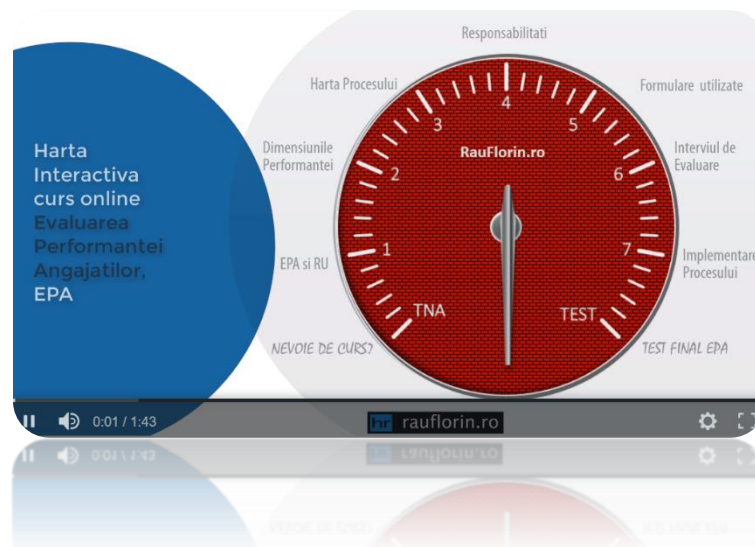 Harta
Interactiva
curs online
Evaluarea
Performantei
Angajatilor,
EPA
Responsabilitati
Harta Procesului
Formulare utilizate
Dimensiunile
Performantei
Interviul de
Evaluare
EPA si RU
Implementare
Procesului
NEVOIE DE CURS?
TEST FINAL EPA
RauFlorin.ro
TNA
1
2
3
4
5
6
7
TEST
0:01 / 1:43
hr rauflorin.ro